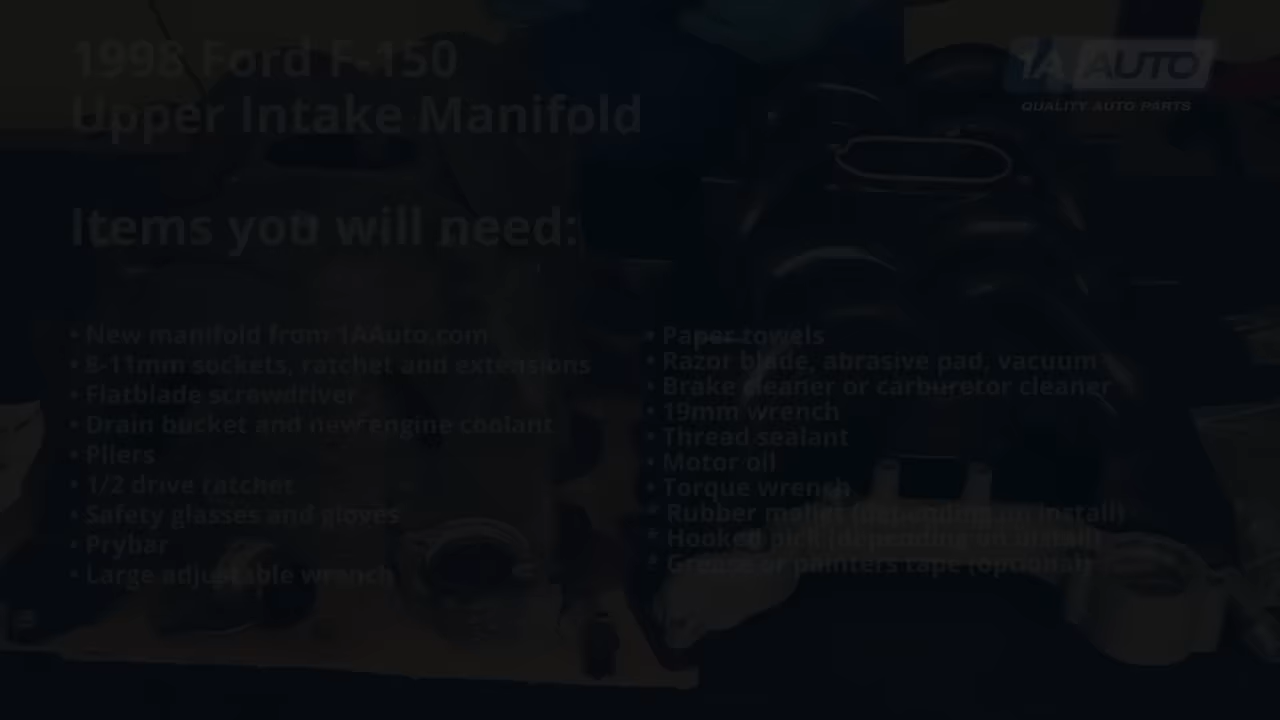 1998 Ford F-150
Upper Intake Manifold
1A AUTO
QUALITY AUTO PARTS
Items you will need:
• New manifold from 1AAuto.com
• 8-11mm sockets, ratchet and extensions
• Flatblade screwdriver
• Drain bucket and new engine coolant
• Pliers
• 1/2 drive ratchet
• Safety glasses and gloves
• Prybar
• Large adjustable wrench
• Paper towels
• Razor blade, abrasive pad, vacuum
• Brake cleaner or carburetor cleaner
• 19mm wrench
• Thread sealant
• Motor oil
• Torque wrench
* Rubber mallet (depending on install)
* Hooked pick (depending on install)
* Grease or painters tape (optional)